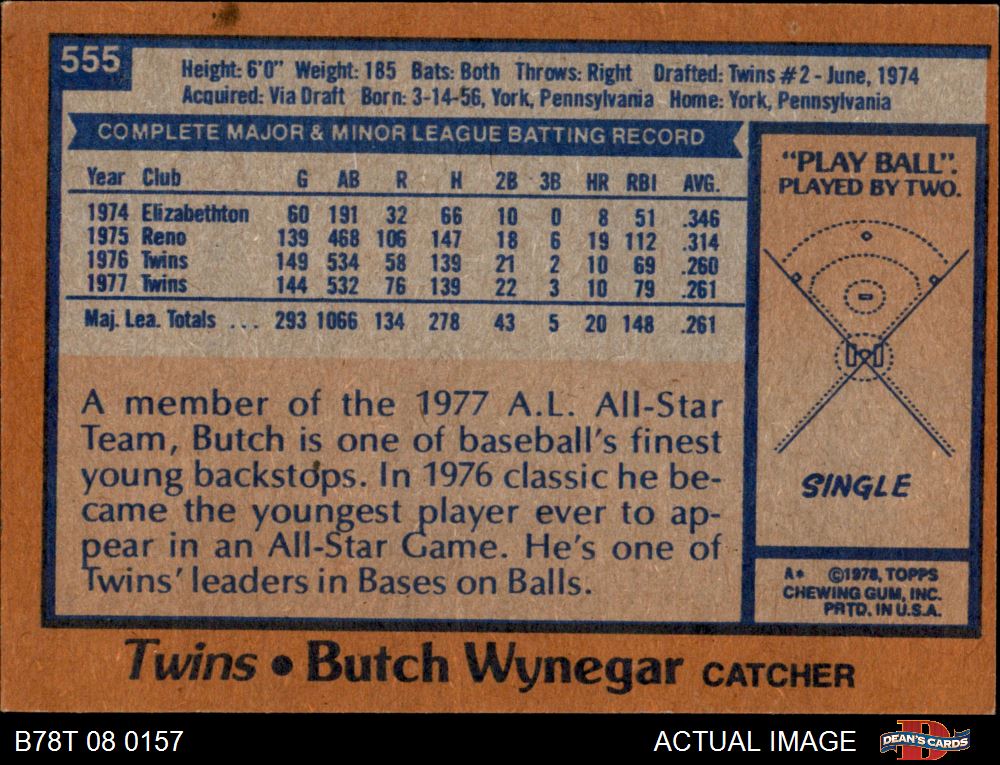 555
Height: 6'0" Weight: 185 Bats: Both Throws: Right Drafted: Twins #2 - June, 1974
Acquired: Via Draft Born: 3-14-56, York, Pennsylvania Home: York, Pennsylvania
COMPLETE MAJOR & MINOR LEAGUE BATTING RECORD
Year Club G AB R H 2B 3B HR RBI AVG.
1974 Elizabethton 60 191 32 66 10 0 8 51 .346
1975 Reno 139 468 106 147 18 6 19 112 .314
1976 Twins 149 534 58 139 21 2 10 69 .260
1977 Twins 144 532 76 139 22 3 10 79 .261
Maj. Lea. Totals ... 293 1066 134 278 43 5 20 148 .261
A member of the 1977 A.L. All-Star
Team, Butch is one of baseball's finest
young backstops. In 1976 classic he be-
came the youngest player ever to ap-
pear in an All-Star Game. He's one of
Twins' leaders in Bases on Balls.
"PLAY BALL".
PLAYED BY TWO.
SINGLE
A* ©1978, TOPPS
CHEWING GUM, INC.
PRTD. IN U.S.A.
Twins • Butch Wynegar CATCHER
B78T 08 0157
ACTUAL IMAGE
DEAN'S CARDS